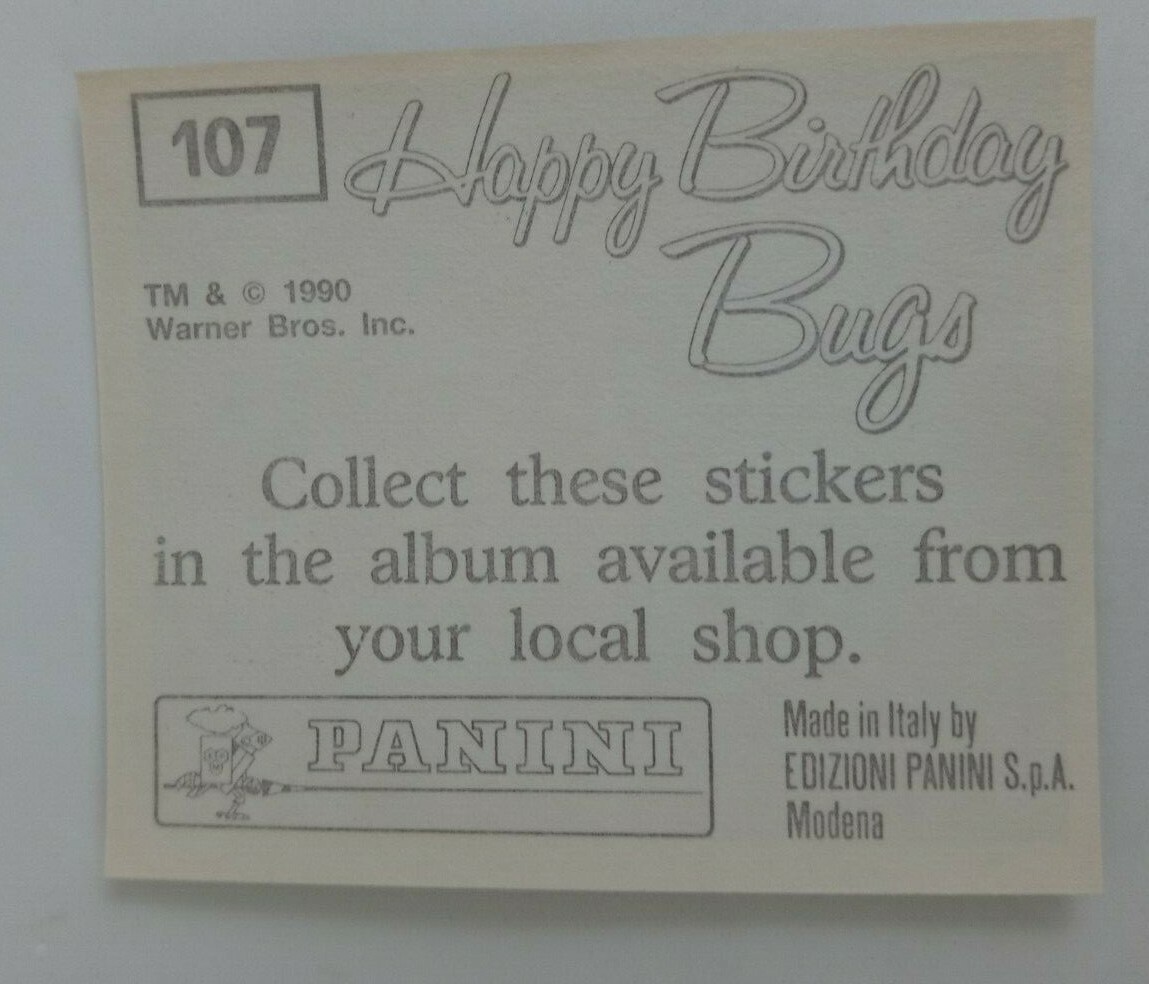 107
Happy Birthday
Bugs
TM & © 1990
Warner Bros. Inc.
Collect these stickers
in the album available from
your local shop.
PANINI
Made in Italy by
EDIZIONI PANINI S.p.A.
Modena